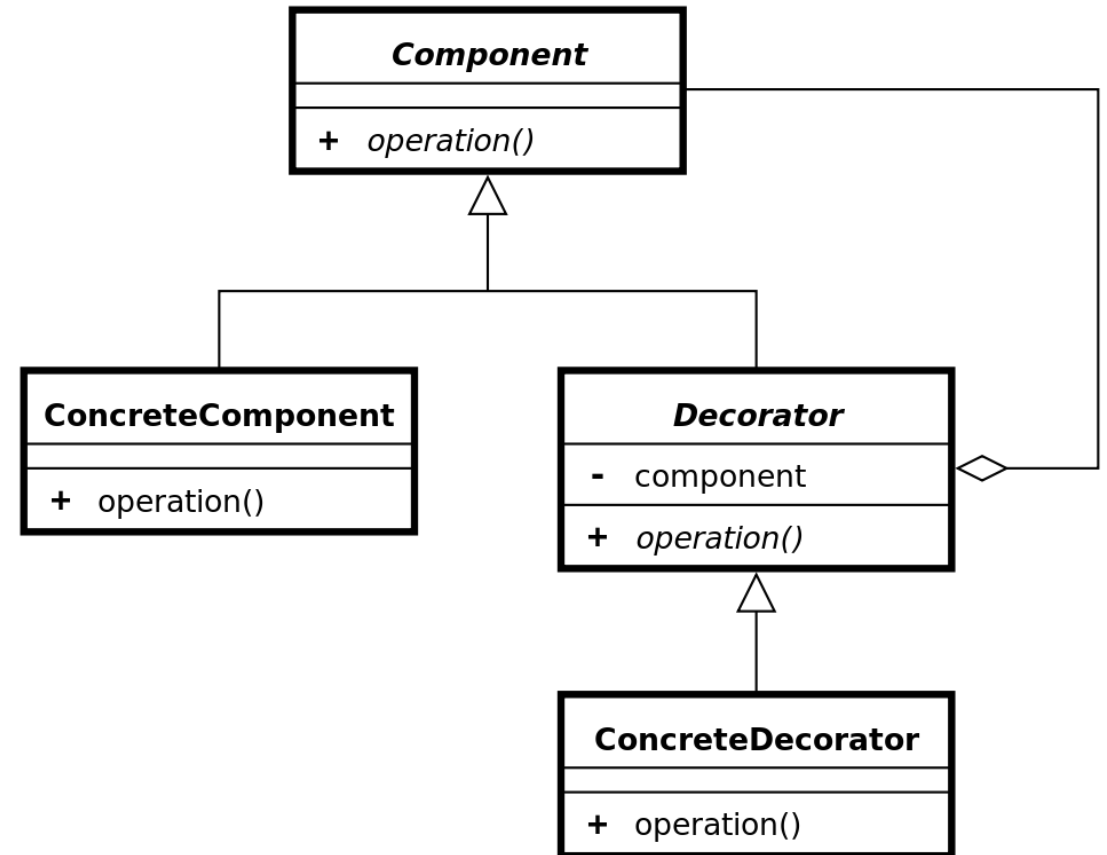 Component
+ operation()
ConcreteComponent
+ operation()
Decorator
- component
+ operation()
ConcreteDecorator
+ operation()